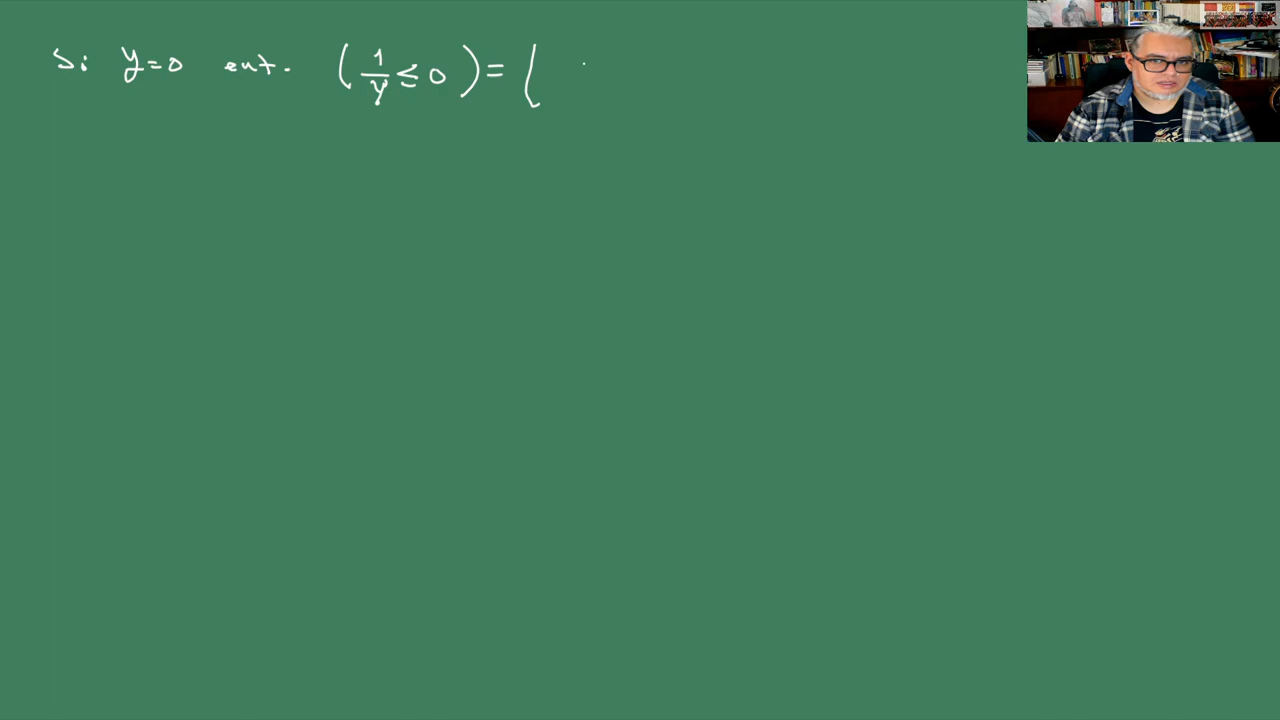 Si y=0 ent. (1/y ≤ 0) = {